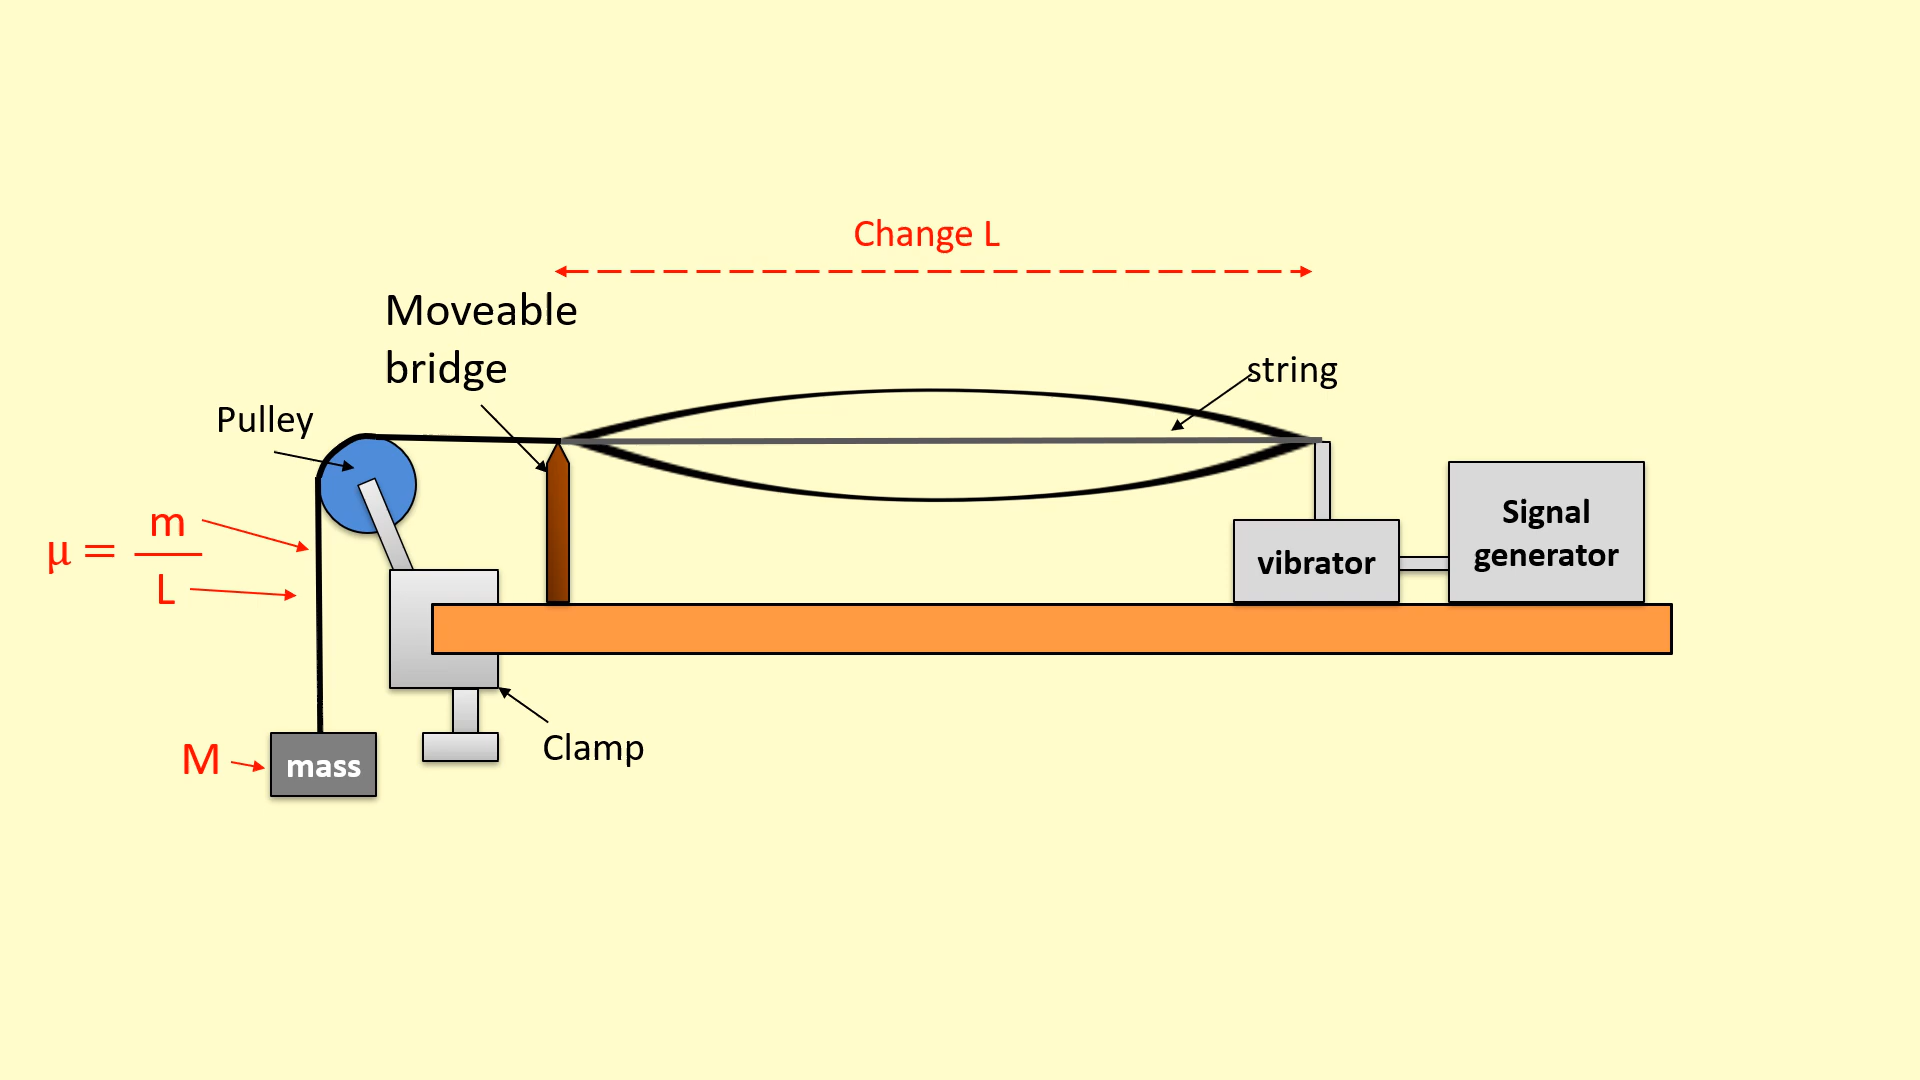 Change L
Moveable
bridge
string
Pulley
Signal
generator
vibrator
μ = m
L
Clamp
M
mass